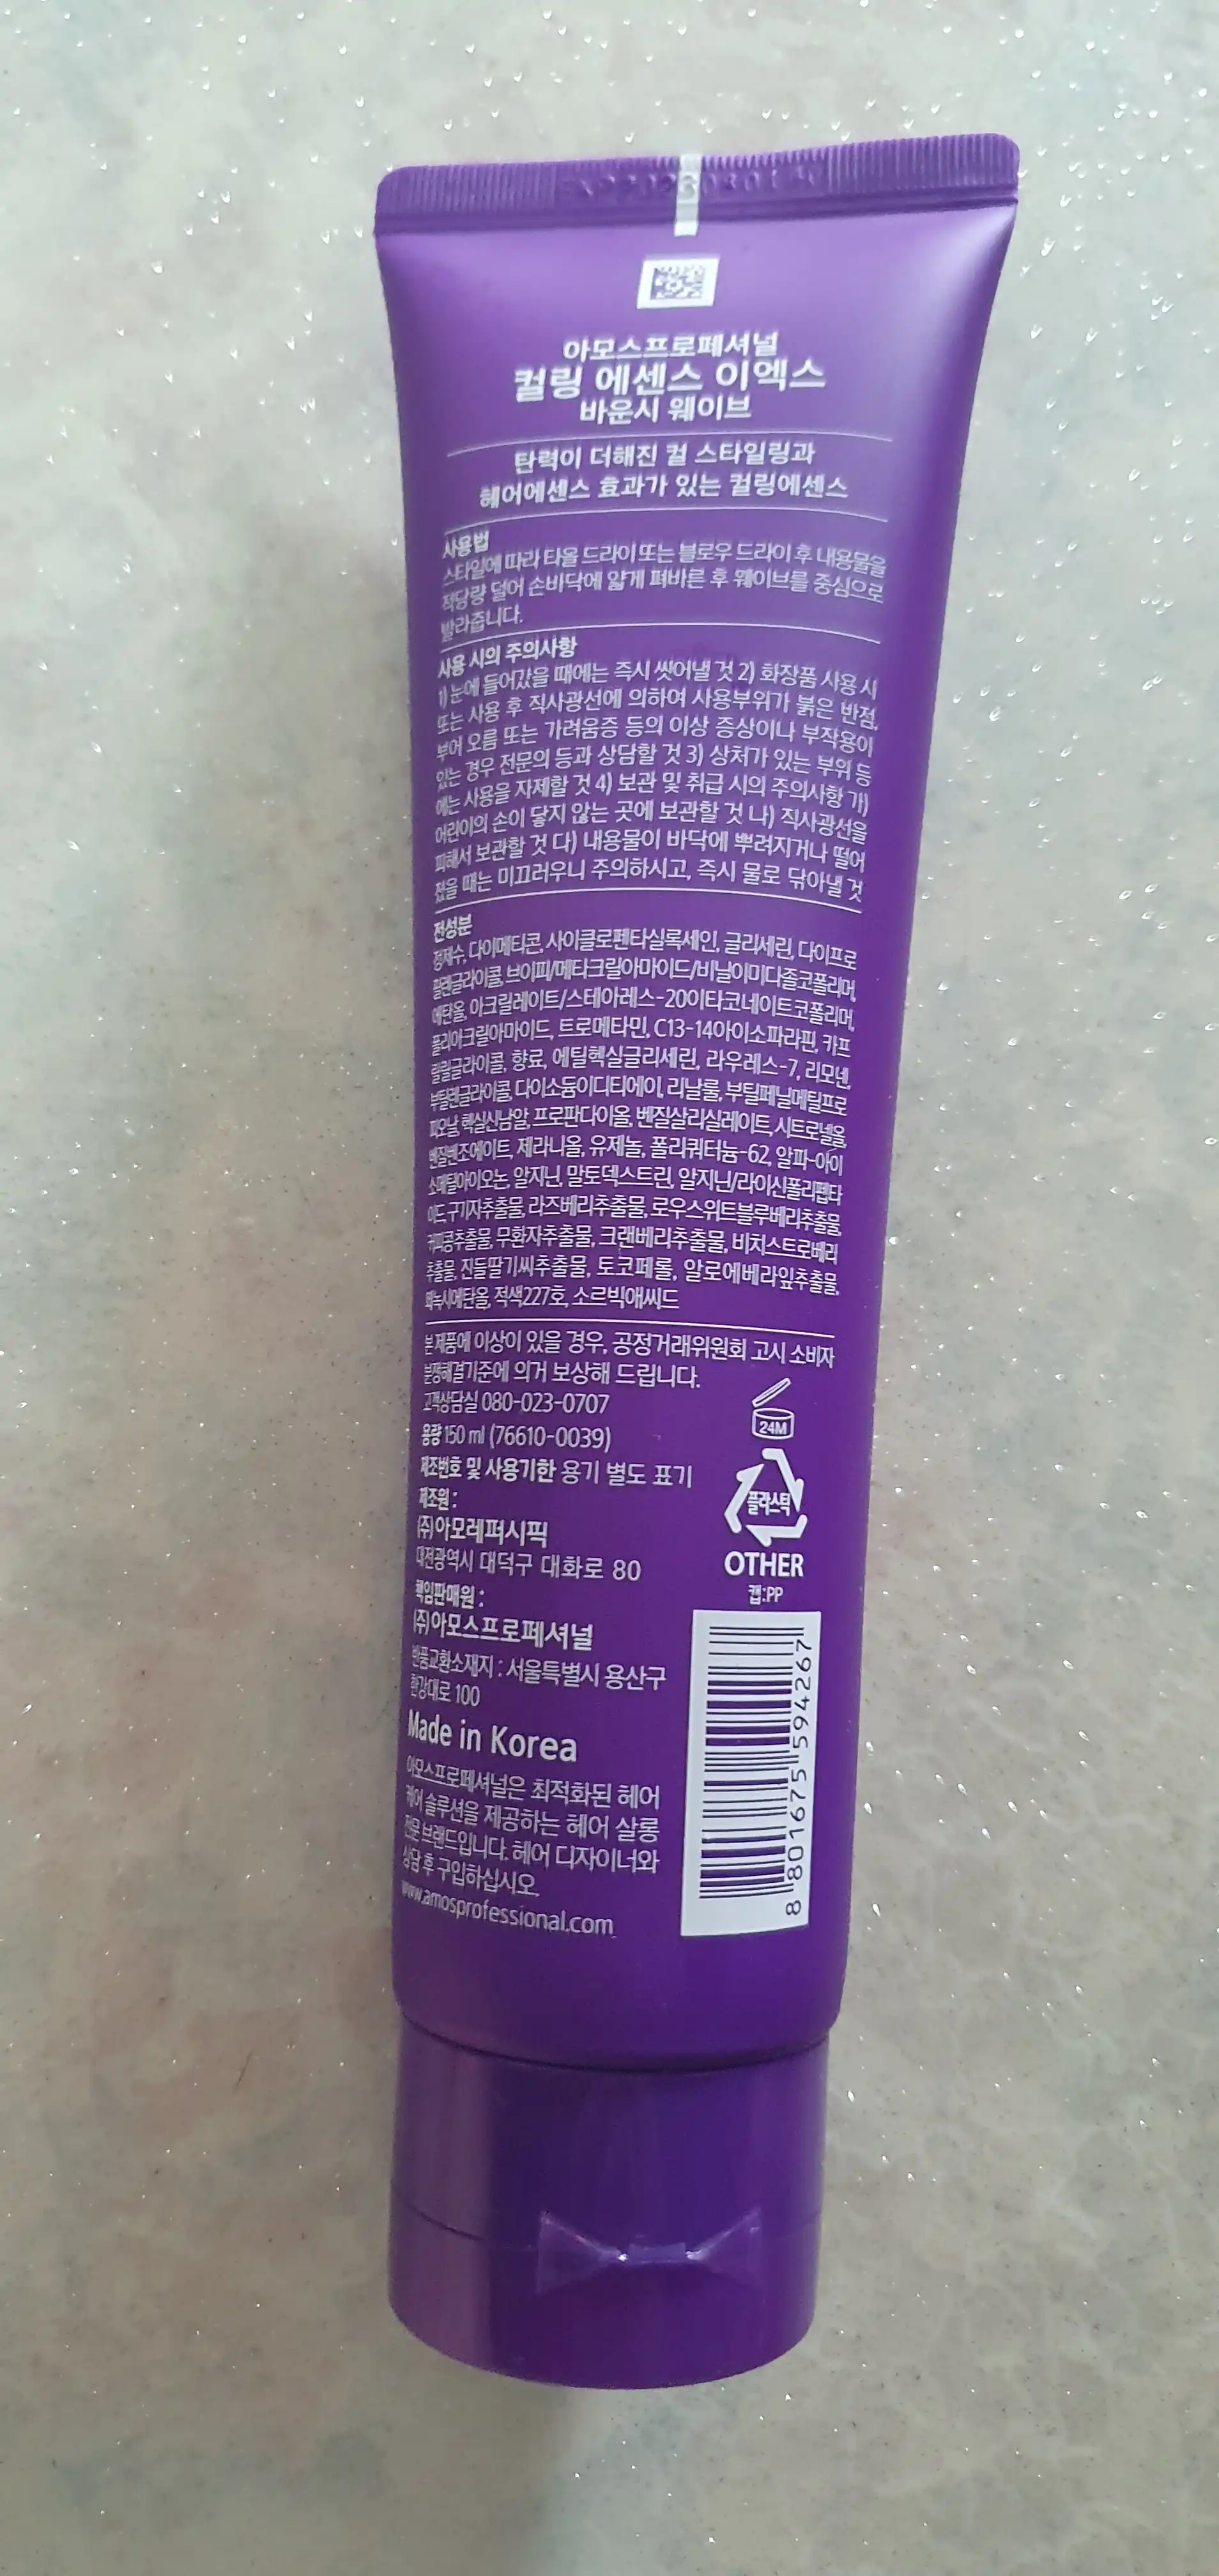 아모스프로페셔널
컬링 에센스 이엑스
바운시 웨이브
탄력이 더해진 컬 스타일링과
헤어에센스 효과가 있는 컬링에센스
사용법
스타일에 따라 타올 드라이 또는 블로우 드라이 후 내용물을
적당량 덜어 손바닥에 얇게 펴바른 후 웨이브를 중심으로
발라줍니다.
사용 시의 주의사항
1) 눈에 들어갔을 때에는 즉시 씻어낼 것 2) 화장품 사용 시
또는 사용 후 직사광선에 의하여 사용부위가 붉은 반점,
부어 오름 또는 가려움증 등의 이상 증상이나 부작용이
있는 경우 전문의 등과 상담할 것 3) 상처가 있는 부위 등
에는 사용을 자제할 것 4) 보관 및 취급 시의 주의사항 가)
어린이의 손이 닿지 않는 곳에 보관할 것 나) 직사광선을
피해서 보관할 것 다) 내용물이 바닥에 뿌려지거나 떨어
졌을 때는 미끄러우니 주의하시고, 즉시 물로 닦아낼 것
전성분
정제수, 다이메티콘, 사이클로펜타실록세인, 글리세린, 다이프로
필렌글라이콜, 브이피/메타크릴아마이드/비닐이미다졸코폴리머,
에탄올, 아크릴레이트/스테아레스-20이타코네이트코폴리머,
폴리아크릴아마이드, 트로메타민, C13-14아이소파라핀, 카프
릴릴글라이콜, 향료, 에틸헥실글리세린, 라우레스-7, 리모넨,
부틸렌글라이콜, 다이소듐이디티에이, 리날룰, 부틸페닐메틸프로
피오날, 헥실신남알, 프로판다이올, 벤질살리실레이트, 시트로넬올,
벤질벤조에이트, 제라니올, 유제놀, 폴리쿼터늄-62, 알파-아이
소메틸아이오논, 알지닌, 말토덱스트린, 알지닌/라이신폴리펩타
이드, 구기자추출물, 라즈베리추출물, 로우스위트블루베리추출물,
커피콩추출물, 무환자추출물, 크랜베리추출물, 비치스트로베리
추출물, 진들딸기씨추출물, 토코페롤, 알로에베라잎추출물,
페녹시에탄올, 적색227호, 소르빅애씨드
본 제품에 이상이 있을 경우, 공정거래위원회 고시 소비자
분쟁해결기준에 의거 보상해 드립니다.
고객상담실 080-023-0707
용량 150 ml (76610-0039)
제조번호 및 사용기한 용기 별도 표기
제조원 :
(주)아모레퍼시픽
대전광역시 대덕구 대화로 80
책임판매원 :
(주)아모스프로페셔널
반품교환소재지 : 서울특별시 용산구
한강대로 100
Made in Korea
아모스프로페셔널은 최적화된 헤어
케어 솔루션을 제공하는 헤어 살롱
전문 브랜드입니다. 헤어 디자이너와
상담 후 구입하십시오.
www.amosprofessional.com
24M
플라스틱
OTHER
캡:PP
8 801675 594267